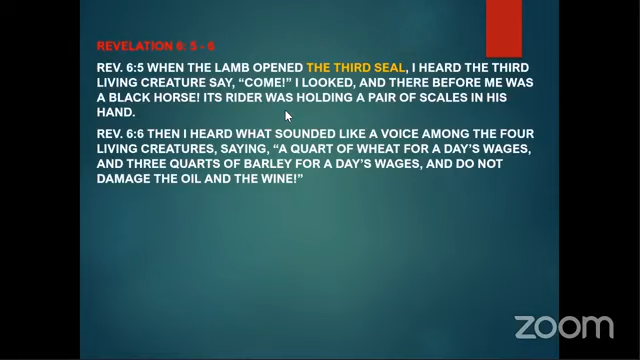 REVELATION 6: 5 - 6
REV. 6:5 WHEN THE LAMB OPENED THE THIRD SEAL, I HEARD THE THIRD
LIVING CREATURE SAY, “COME!” I LOOKED, AND THERE BEFORE ME WAS
A BLACK HORSE! ITS RIDER WAS HOLDING A PAIR OF SCALES IN HIS
HAND.
REV. 6:6 THEN I HEARD WHAT SOUNDED LIKE A VOICE AMONG THE FOUR
LIVING CREATURES, SAYING, “A QUART OF WHEAT FOR A DAY’S WAGES,
AND THREE QUARTS OF BARLEY FOR A DAY’S WAGES, AND DO NOT
DAMAGE THE OIL AND THE WINE!”
zoom